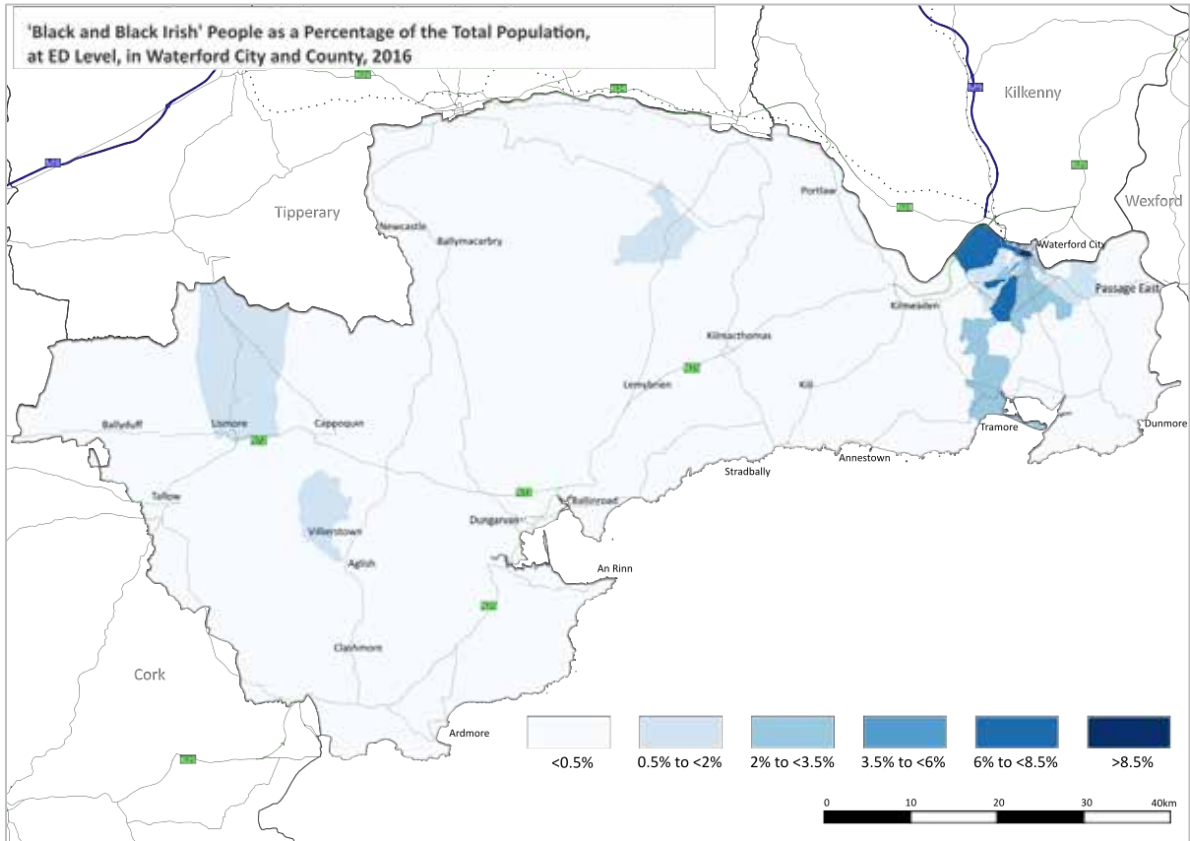 'Black and Black Irish' People as a Percentage of the Total Population,
at ED Level, in Waterford City and County, 2016
Kilkenny
Tipperary
Portlaw
Wexford
Newcastle
Ballymacarbry
Waterford City
Passage East
Kilmeaden
Kilmacthomas
Lemybrien
Kill
Ballyduff
Lismore
Cappoquin
Tramore
Dunmore
Annestown
Stradbally
Tallow
Ballinroad
Dungarvan
Villierstown
Aglish
An Rinn
Clashmore
Cork
Ardmore
<0.5%
0.5% to <2%
2% to <3.5%
3.5% to <6%
6% to <8.5%
>8.5%
0 10 20 30 40km